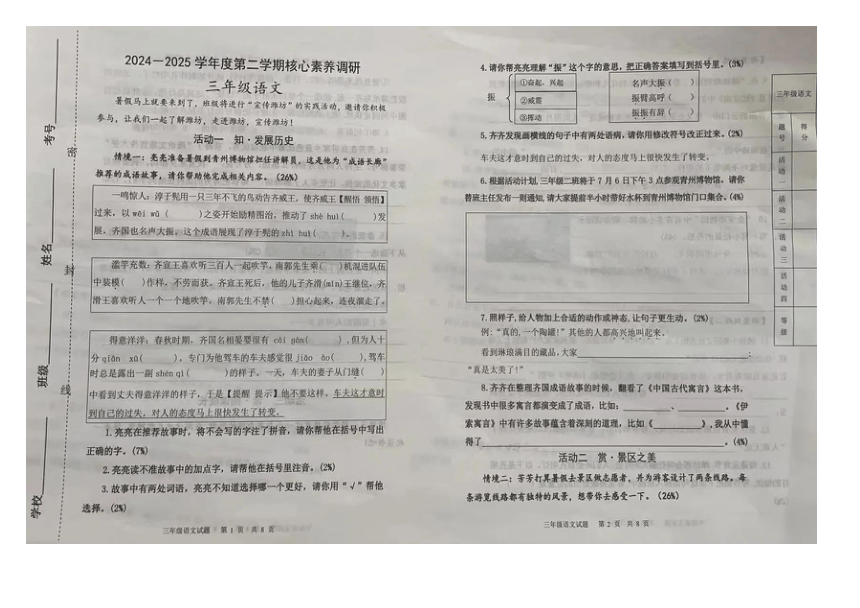 考号
姓名
班级
学校
密
封
线
2024－2025 学年度第二学期核心素养调研
三年级语文
暑假马上就要来到了，班级将进行“宣传潍坊”的实践活动，邀请你积极
参与，让我们一起了解潍坊，走进潍坊，宣传潍坊！
活动一 知·发展历史
情境一：亮亮准备暑假到青州博物馆担任讲解员，这是他为“成语长廊”
推荐的成语故事，请你帮助他完成相关内容。（26%）
一鸣惊人：淳于髡用一只三年不飞的鸟劝告齐威王，使齐威王【醒悟 领悟】
过来，以 wēi wǔ（ ）之姿开始励精图治，推动了 shè huì（ ）发
展，齐国也名声大振。这个成语展现了淳于髡的 zhì huì（ ）。
滥竽充数：齐宣王喜欢听三百人一起吹竽，南郭先生乘（ ）机混进队伍
中装模（ ）作样，不劳而获。齐宣王死后，他的儿子齐湣(mǐn)王继位，齐
湣王喜欢听人一个一个地吹竽。南郭先生不禁（ ）担心起来，连夜溜走了。
得意洋洋：春秋时期，齐国名相晏婴很有 cái gàn（ ）,但为人十
分 qiān xū（ ）。专门为他驾车的车夫感觉很 jiāo ào（ ）,驾车
时总是露出一副 shén qì（ ）的样子。一天，车夫的妻子从门缝（ ）
中看到丈夫得意洋洋的样子，于是【提醒 提示】他不要这样，车夫这才意时
到自己的过失，对人的态度马上很快发生了转变。
1. 亮亮在推荐故事时，将不会写的字注了拼音，请你帮他在括号中写出
正确的字。（7%）
2. 亮亮读不准故事中的加点字，请帮他在括号里注音。（2%）
3. 故事中有两处词语，亮亮不知道选择哪一个更好，请你用“√”帮他
选择。（2%）
三年级语文试题 第 1 页 共 8 页
4. 请你帮亮亮理解“振”这个字的意思，把正确答案填写到括号里。（3%）
振
①奋起、兴起
②威震
③挥动
名声大振（ ）
振臂高呼（ ）
振振有辞（ ）
5. 齐齐发现画横线的句子中有两处语病，请你用修改符号改正过来。（2%）
车夫这才意时到自己的过失，对人的态度马上很快发生了转变。
6. 根据活动计划，三年级二班将于 7 月 6 日下午 3 点参观青州博物馆。请你
替班主任发布一则通知，请大家提前半小时带好水杯到青州博物馆门口集合。（4%）
7. 照样子，给人物加上合适的动作或神态，让句子更生动。（2%）
例：“真的，一个陶罐！”其他的人都高兴地叫起来。
看到琳琅满目的藏品，大家
“真是太美了！”
8. 齐齐在整理齐国成语故事的时候，翻看了《中国古代寓言》这本书，
发现书中很多寓言都演变成了成语，比如： 、 。《伊
索寓言》中有许多故事蕴含着深刻的道理，比如《 》,我从中懂
得了 。（4%）
活动二 赏·景区之美
情境二：芳芳打算暑假去景区做志愿者，并为游客设计了两条线路。每
条游览线路都有独特的风景，想带你去感受一下。（26%）
三年级语文试题 第 2 页 共 8 页
三年级语文
题号
得分
活动一
活动二
活动三
活动四
等级